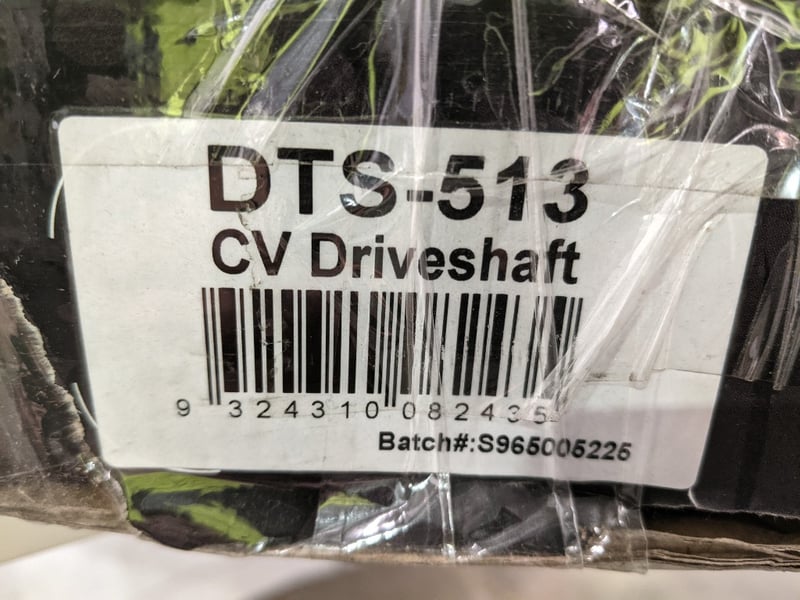 DTS-513
CV Driveshaft
9 324310 082435
Batch#:S965005225